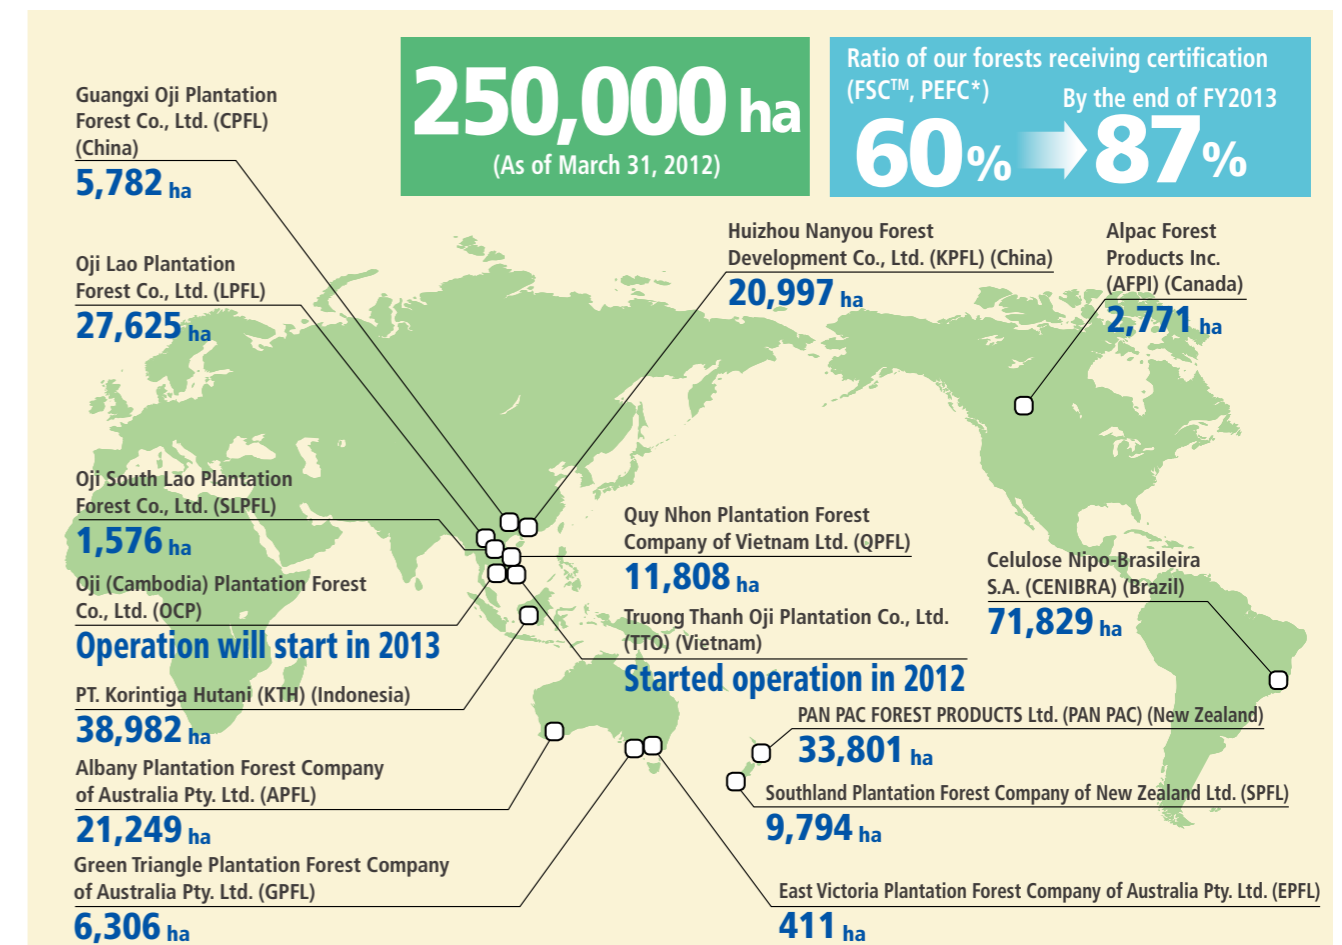 250,000 ha
(As of March 31, 2012)
Ratio of our forests receiving certification
(FSC™, PEFC*)
By the end of FY2013
60%
87%
Guangxi Oji Plantation
Forest Co., Ltd. (CPFL)
(China)
5,782 ha
Oji Lao Plantation
Forest Co., Ltd. (LPFL)
27,625 ha
Huizhou Nanyou Forest
Development Co., Ltd. (KPFL) (China)
20,997 ha
Alpac Forest
Products Inc.
(AFPI) (Canada)
2,771 ha
Oji South Lao Plantation
Forest Co., Ltd. (SLPFL)
1,576 ha
Oji (Cambodia) Plantation Forest
Co., Ltd. (OCP)
Operation will start in 2013
PT. Korintiga Hutani (KTH) (Indonesia)
38,982 ha
Albany Plantation Forest Company
of Australia Pty. Ltd. (APFL)
21,249 ha
Green Triangle Plantation Forest Company
of Australia Pty. Ltd. (GPFL)
6,306 ha
Quy Nhon Plantation Forest
Company of Vietnam Ltd. (QPFL)
11,808 ha
Truong Thanh Oji Plantation Co., Ltd.
(TTO) (Vietnam)
Started operation in 2012
Celulose Nipo-Brasileira
S.A. (CENIBRA) (Brazil)
71,829 ha
PAN PAC FOREST PRODUCTS Ltd. (PAN PAC) (New Zealand)
33,801 ha
Southland Plantation Forest Company of New Zealand Ltd. (SPFL)
9,794 ha
East Victoria Plantation Forest Company of Australia Pty. Ltd. (EPFL)
411 ha